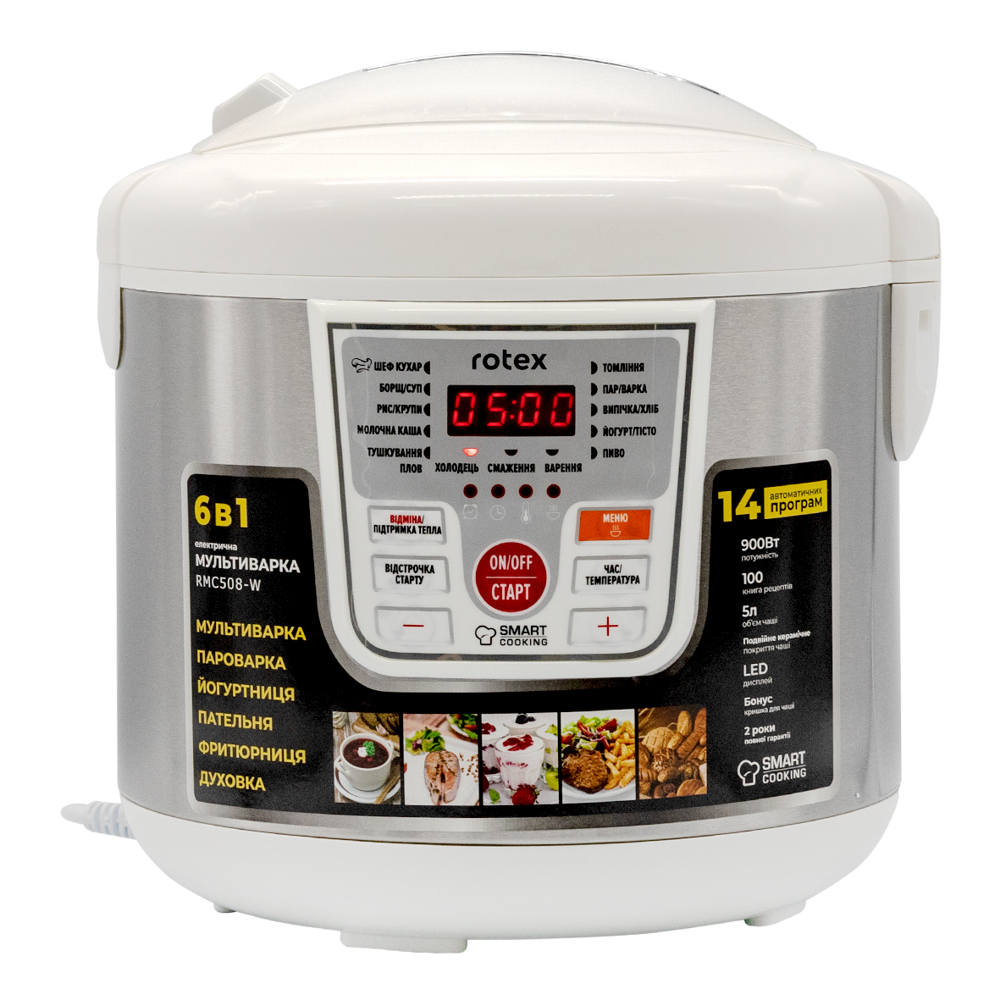 rotex
ШЕФ КУХАР
БОРЩ/СУП
РИС/КРУПИ
МОЛОЧНА КАША
ТУШКУВАННЯ
ПЛОВ
05:00
ТОМЛІННЯ
ПАР/ВАРКА
ВИПІЧКА/ХЛІБ
ЙОГУРТ/ТІСТО
ПИВО
ХОЛОДЕЦЬ СМАЖЕННЯ ВАРЕННЯ
ВІДМІНА/
ПІДТРИМКА ТЕПЛА
МЕНЮ
ВІДСТРОЧКА
СТАРТУ
ON/OFF
СТАРТ
ЧАС/
ТЕМПЕРАТУРА
—
+
SMART
COOKING
6в1
електрична
МУЛЬТИВАРКА
RMC508-W
МУЛЬТИВАРКА
ПАРОВАРКА
ЙОГУРТНИЦЯ
ПАТЕЛЬНЯ
ФРИТЮРНИЦЯ
ДУХОВКА
14 автоматичних
програм
900Вт
потужність
100
книга рецептів
5л
об'єм чаші
Подвійне керамічне
покриття чаші
LED
дисплей
Бонус
кришка для чаші
2 роки
повної гарантії
SMART
COOKING